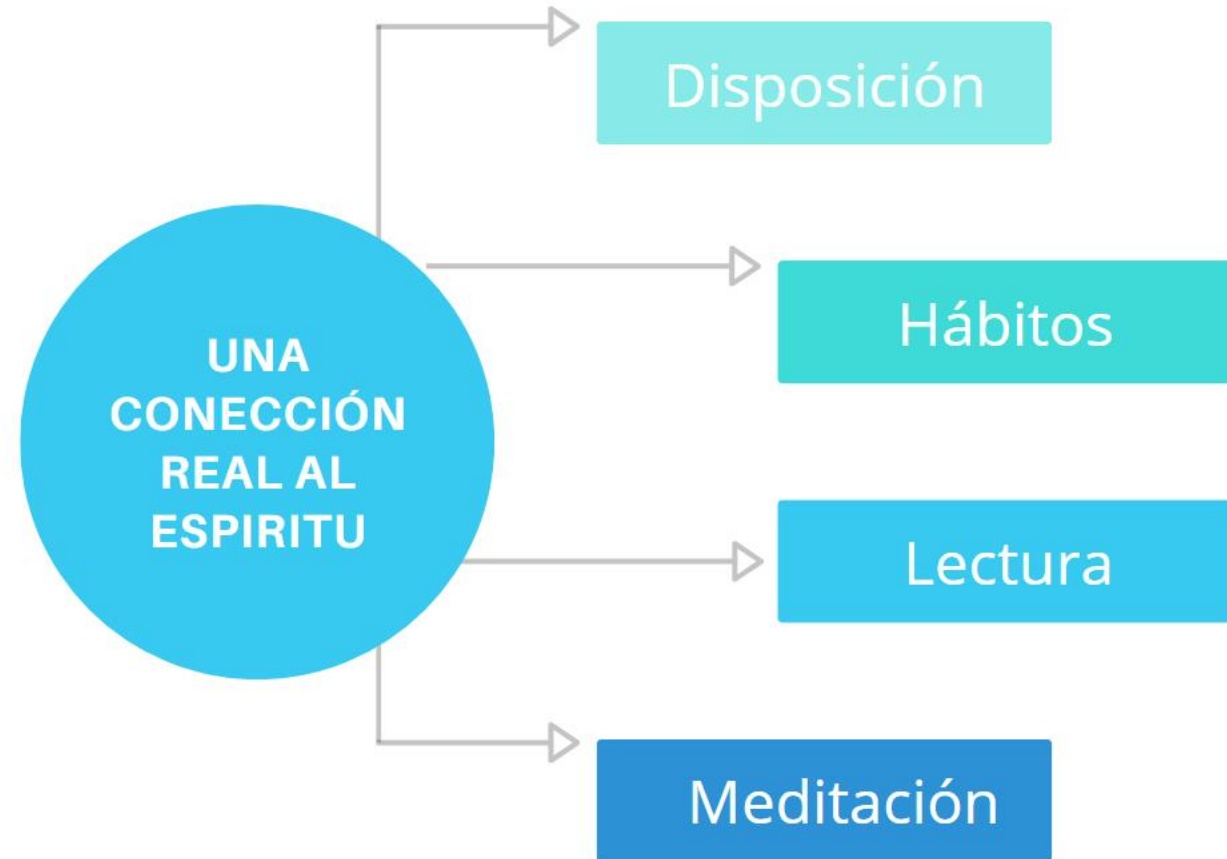 Disposición
Hábitos
UNA
CONECCIÓN
REAL AL
ESPIRITU
Lectura
Meditación